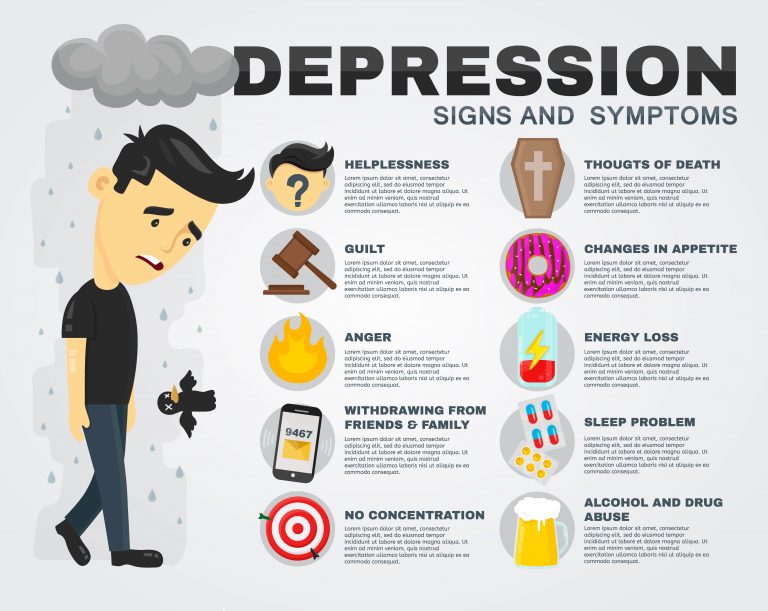 DEPRESSION
SIGNS AND SYMPTOMS
HELPLESSNESS
lorem ipsum dolor sit amet, consectetur
adipiscing elit, sed do eiusmod tempor
incididunt ut labore et dolore magna aliqua. Ut
enim ad minim veniam, quis nostrud
exercitation ullamco laboris nisi ut ex ea
commodo consequat.
GUILT
lorem ipsum dolor sit amet, consectetur
adipiscing elit, sed do eiusmod tempor
incididunt ut labore et dolore magna aliqua. Ut
enim ad minim veniam, quis nostrud
exercitation ullamco laboris nisi ut ex ea
commodo consequat.
ANGER
lorem ipsum dolor sit amet, consectetur
adipiscing elit, sed do eiusmod tempor
incididunt ut labore et dolore magna aliqua. Ut
enim ad minim veniam, quis nostrud
exercitation ullamco laboris nisi ut ex ea
commodo consequat.
9467
WITHDRAWING FROM
FRIENDS & FAMILY
lorem ipsum dolor sit amet, consectetur
adipiscing elit, sed do eiusmod tempor
incididunt ut labore et dolore magna aliqua. Ut
enim ad minim veniam, quis nostrud
exercitation ullamco laboris nisi ut ex ea
commodo consequat.
NO CONCENTRATION
lorem ipsum dolor sit amet, consectetur
adipiscing elit, sed do eiusmod tempor
incididunt ut labore et dolore magna aliqua. Ut
enim ad minim veniam, quis nostrud
exercitation ullamco laboris nisi ut ex ea
commodo consequat.
THOUGTS OF DEATH
lorem ipsum dolor sit amet, consectetur
adipiscing elit, sed do eiusmod tempor
incididunt ut labore et dolore magna aliqua. Ut
enim ad minim veniam, quis nostrud
exercitation ullamco laboris nisi ut ex ea
commodo consequat.
CHANGES IN APPETITE
lorem ipsum dolor sit amet, consectetur
adipiscing elit, sed do eiusmod tempor
incididunt ut labore et dolore magna aliqua. Ut
enim ad minim veniam, quis nostrud
exercitation ullamco laboris nisi ut ex ea
commodo consequat.
ENERGY LOSS
lorem ipsum dolor sit amet, consectetur
adipiscing elit, sed do eiusmod tempor
incididunt ut labore et dolore magna aliqua. Ut
enim ad minim veniam, quis nostrud
exercitation ullamco laboris nisi ut ex ea
commodo consequat.
SLEEP PROBLEM
lorem ipsum dolor sit amet, consectetur
adipiscing elit, sed do eiusmod tempor
incididunt ut labore et dolore magna aliqua. Ut
enim ad minim veniam, quis nostrud
exercitation ullamco laboris nisi ut ex ea
commodo consequat.
ALCOHOL AND DRUG
ABUSE
lorem ipsum dolor sit amet, consectetur
adipiscing elit, sed do eiusmod tempor
incididunt ut labore et dolore magna aliqua. Ut
enim ad minim veniam, quis nostrud
exercitation ullamco laboris nisi ut ex ea
commodo consequat.
?